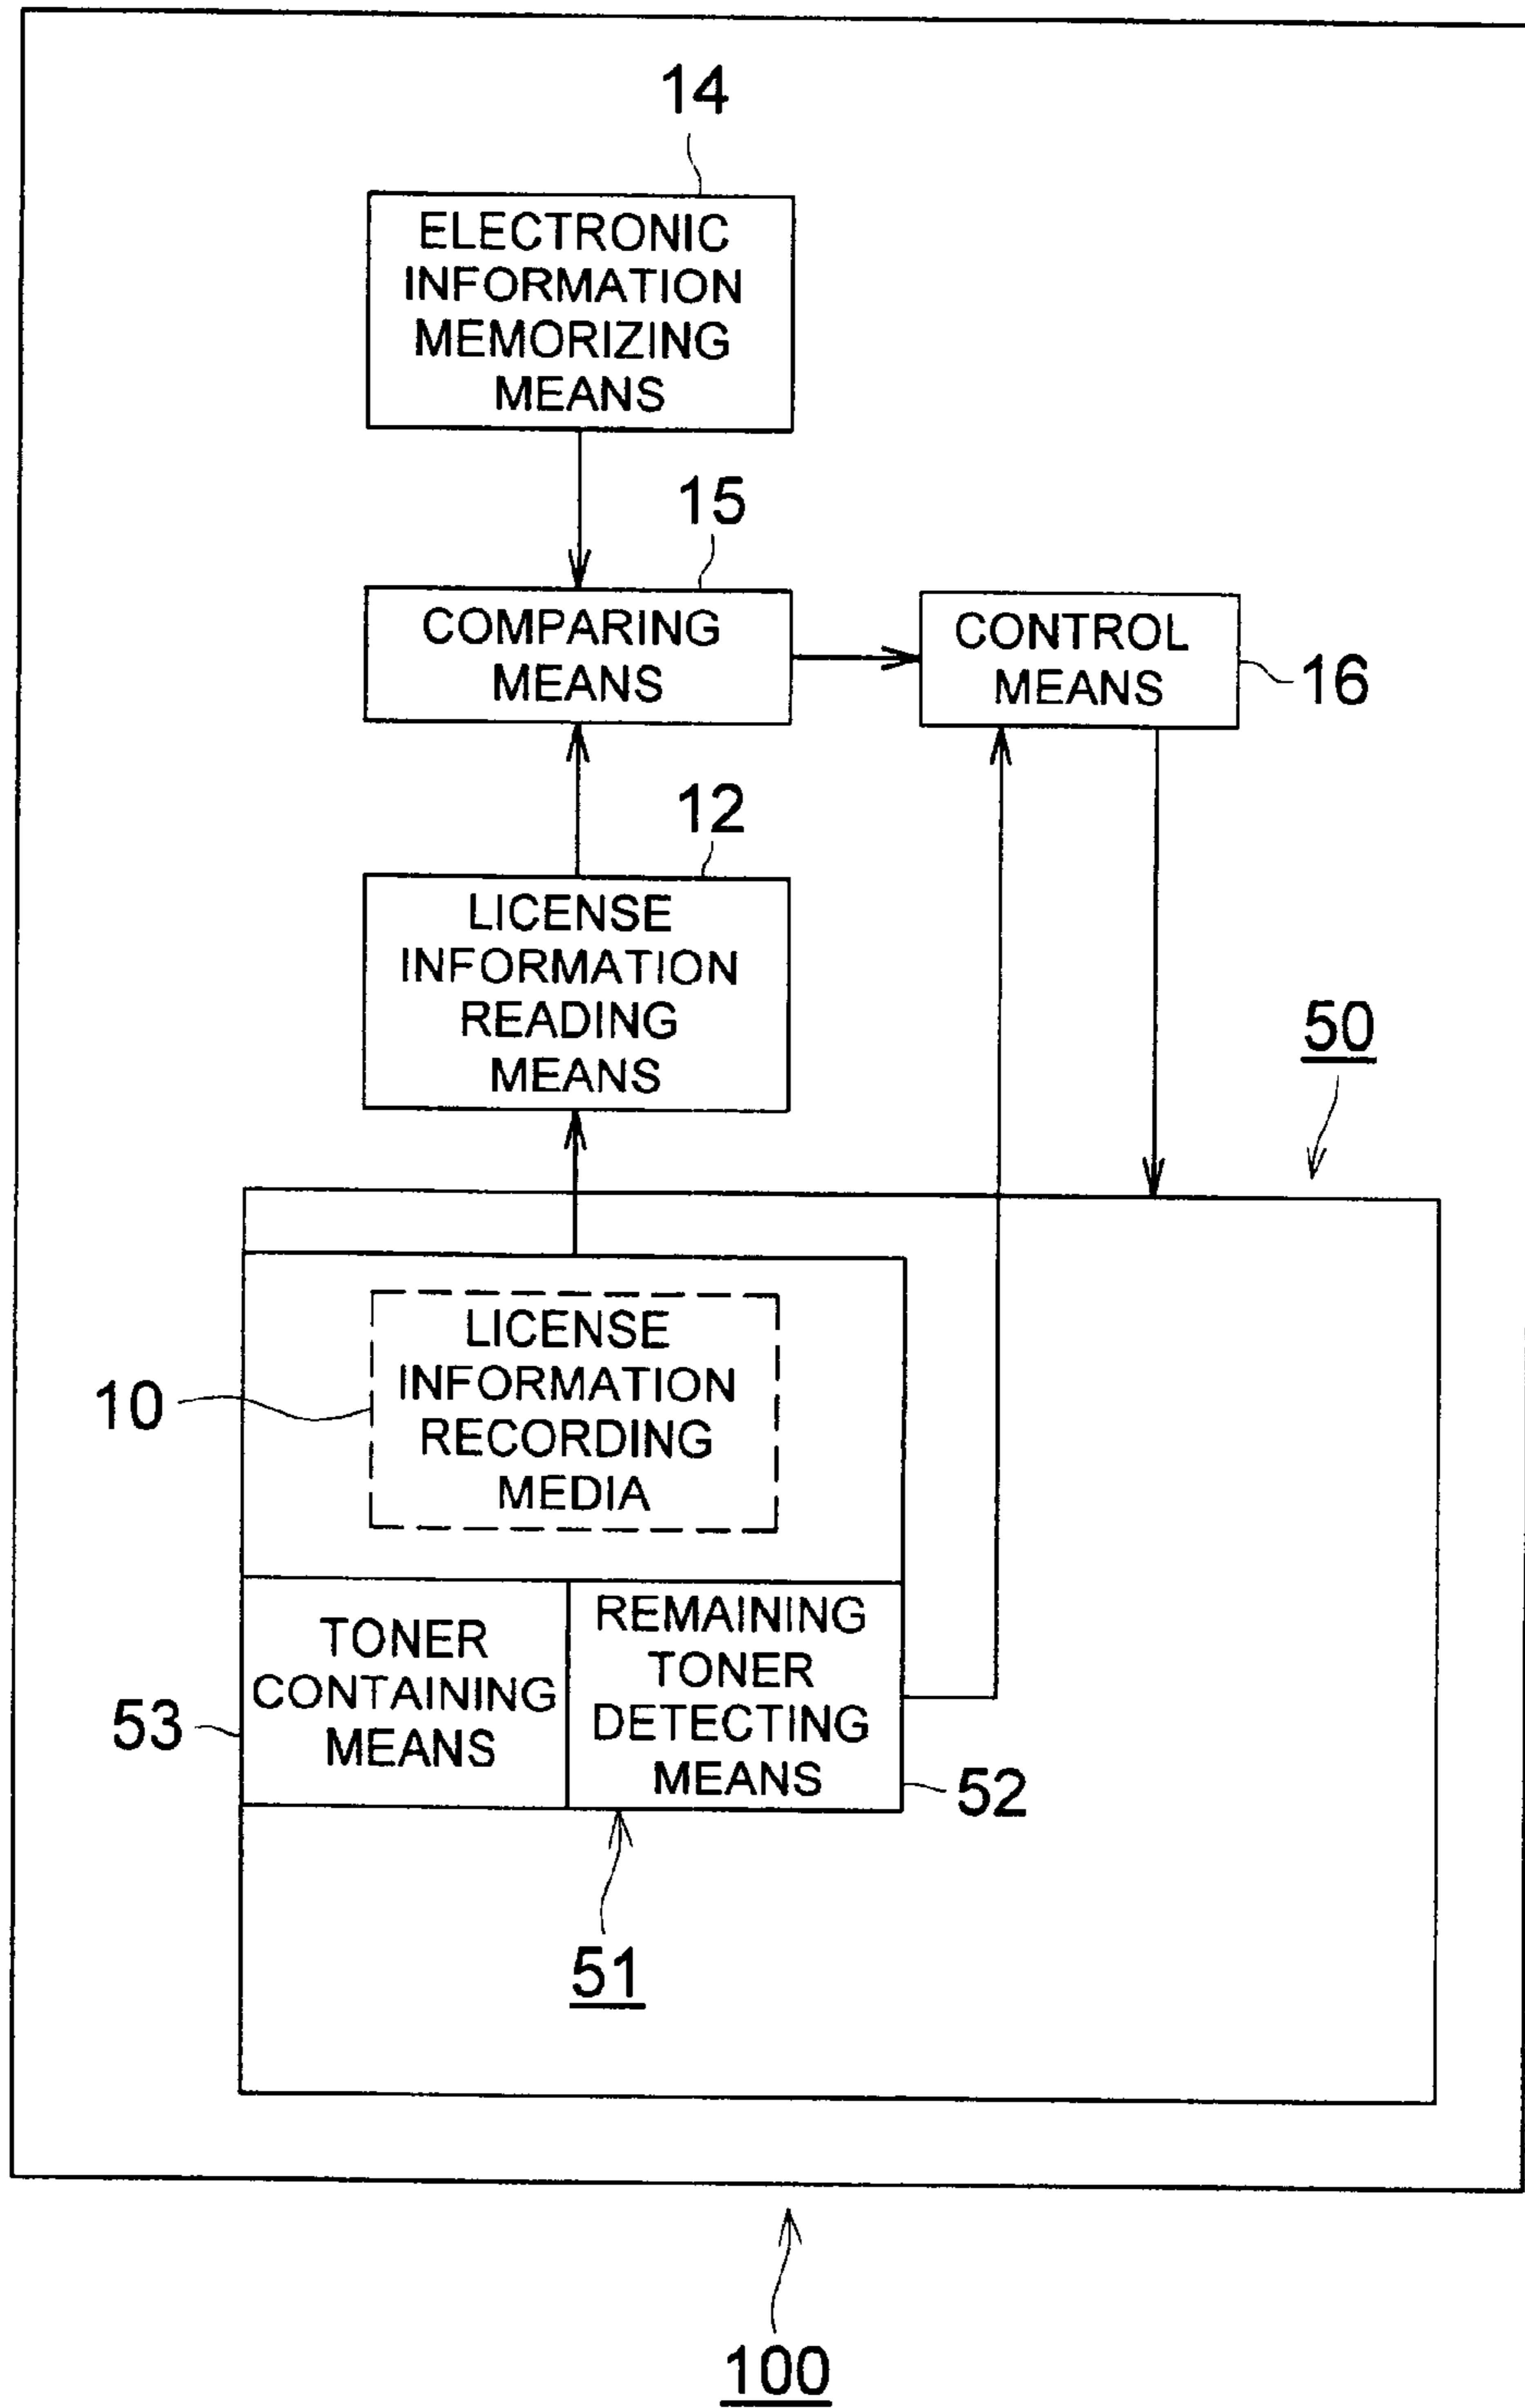 14
ELECTRONIC
INFORMATION
MEMORIZING
MEANS
15
COMPARING
MEANS
CONTROL
MEANS
16
12
LICENSE
INFORMATION
READING
MEANS
50
LICENSE
INFORMATION
RECORDING
MEDIA
10
TONER
CONTAINING
MEANS
53
REMAINING
TONER
DETECTING
MEANS
52
51
100